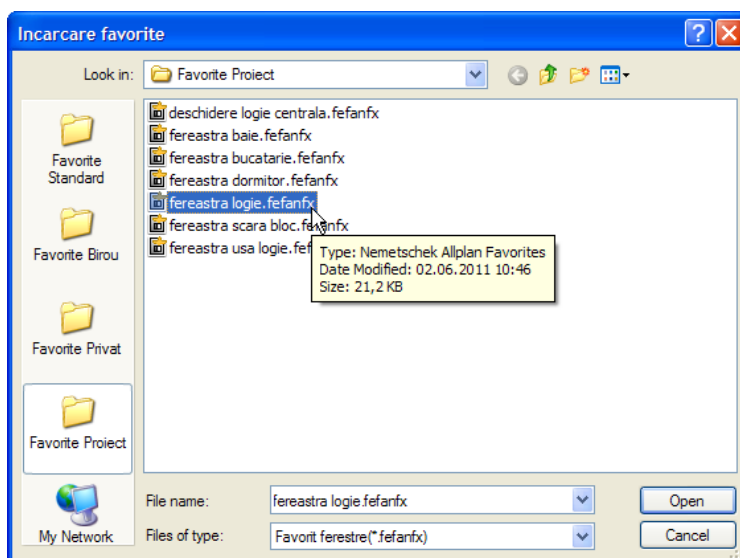 Incarcare favorite
Look in:
Favorite Proiect
Favorite
Standard
Favorite Birou
Favorite Privat
Favorite Proiect
My Network
deschidere logie centrala.fefanfx
fereastra baie.fefanfx
fereastra bucatarie.fefanfx
fereastra dormitor.fefanfx
fereastra logie.fefanfx
fereastra scara bloc.fefanfx
fereastra usa logie.fef
Type: Nemetschek Allplan Favorites
Date Modified: 02.06.2011 10:46
Size: 21,2 KB
File name:
fereastra logie.fefanfx
Open
Files of type:
Favorit ferestre(*.fefanfx)
Cancel